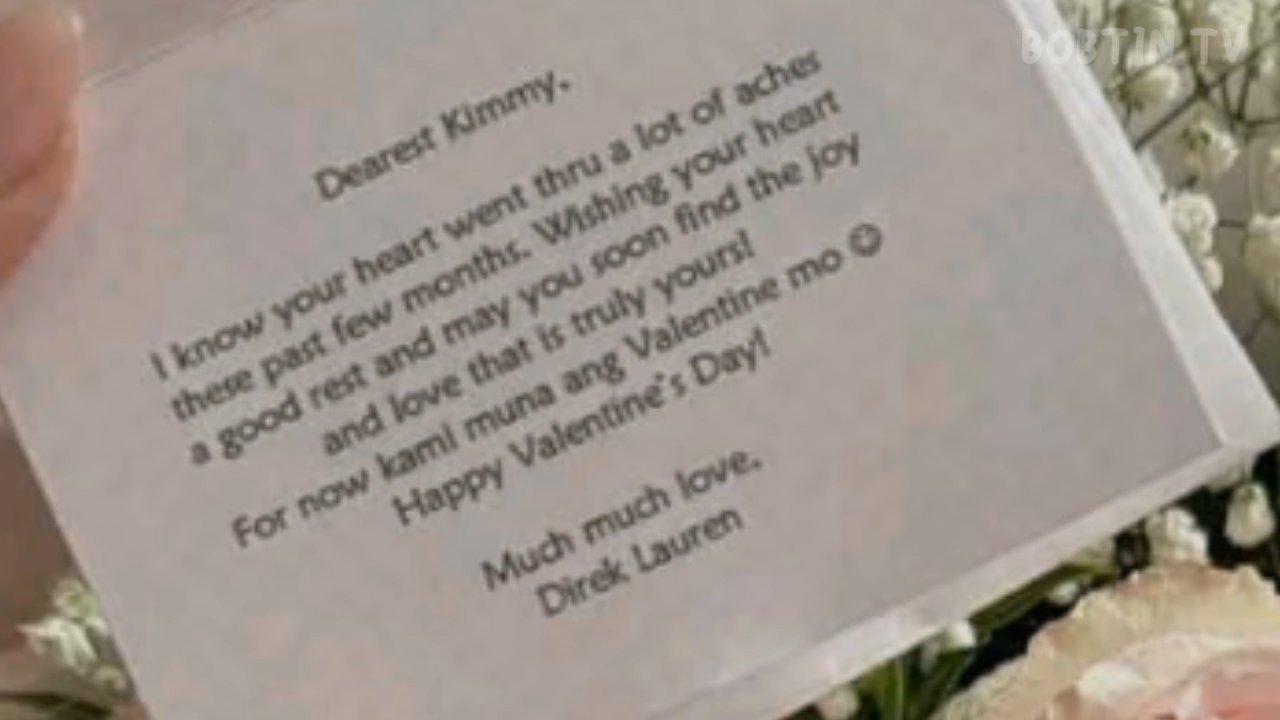 BOBTIN TV
Dearest Kimmy,
I know your heart went thru a lot of aches
these past few months. Wishing your heart
a good rest and may you soon find the joy
and love that is truly yours!
For now kami muna ang Valentine mo ☺
Happy Valentine's Day!
Much much love,
Direk Lauren